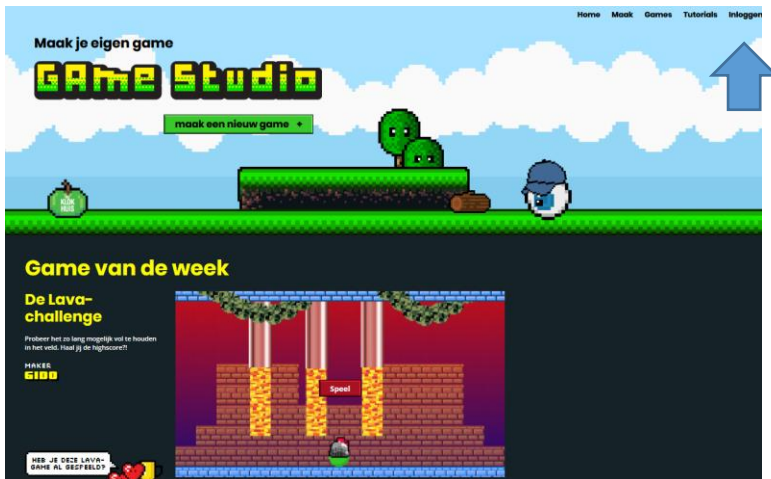 Home Maak Games Tutorials Inloggen
Maak je eigen game
GAme Studio
maak een nieuw game +
KLOK
HUIS
Game van de week
De Lava-
challenge
Probeer het zo lang mogelijk vol te houden
in het veld. Haal jij de highscore?!
MAKER
GIDO
Speel
HEB JE DEZE LAVA-
GAME AL GESPEELD?